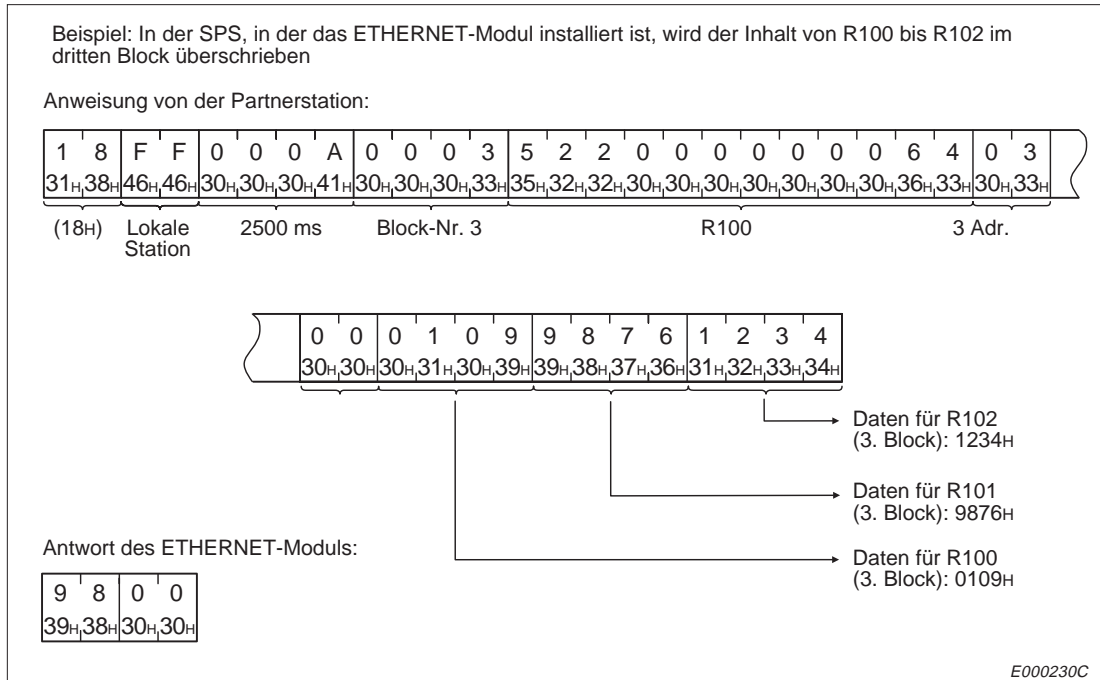 Beispiel: In der SPS, in der das ETHERNET-Modul installiert ist, wird der Inhalt von R100 bis R102 im
dritten Block überschrieben
Anweisung von der Partnerstation:
1 8 F F 0 0 0 A 0 0 0 3 5 2 2 0 0 0 0 0 0 0 6 4 0 3
31H 38H 46H 46H 30H 30H 30H 41H 30H 30H 30H 33H 35H 32H 32H 30H 30H 30H 30H 30H 30H 30H 36H 33H 30H 33H
(18H) Lokale Station 2500 ms Block-Nr. 3 R100 3 Adr.
0 0 0 1 0 9 9 8 7 6 1 2 3 4
30H 30H 30H 31H 30H 39H 39H 38H 37H 36H 31H 32H 33H 34H
Daten für R102
(3. Block): 1234H
Daten für R101
(3. Block): 9876H
Daten für R100
(3. Block): 0109H
Antwort des ETHERNET-Moduls:
9 8 0 0
39H 38H 30H 30H
E000230C